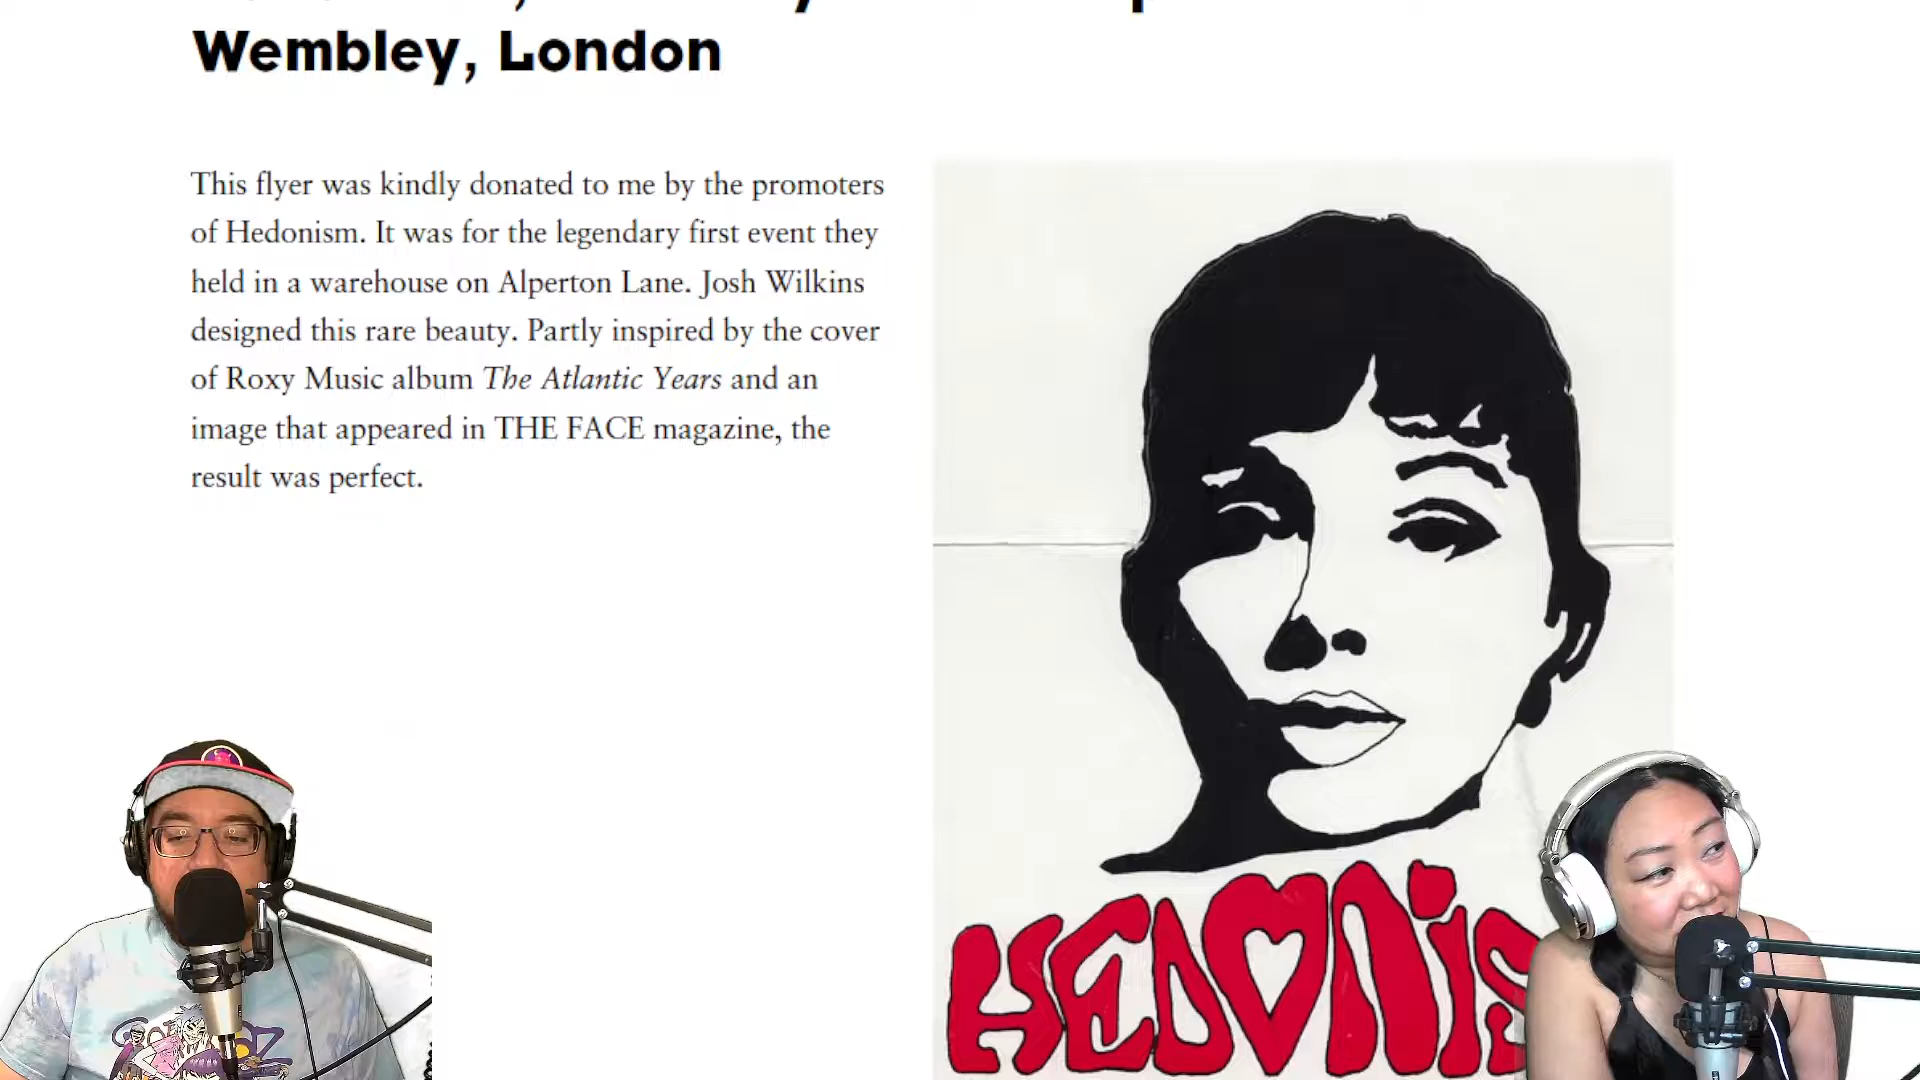 Wembley, London
This flyer was kindly donated to me by the promoters
of Hedonism. It was for the legendary first event they
held in a warehouse on Alperton Lane. Josh Wilkins
designed this rare beauty. Partly inspired by the cover
of Roxy Music album The Atlantic Years and an
image that appeared in THE FACE magazine, the
result was perfect.
HEDONIS